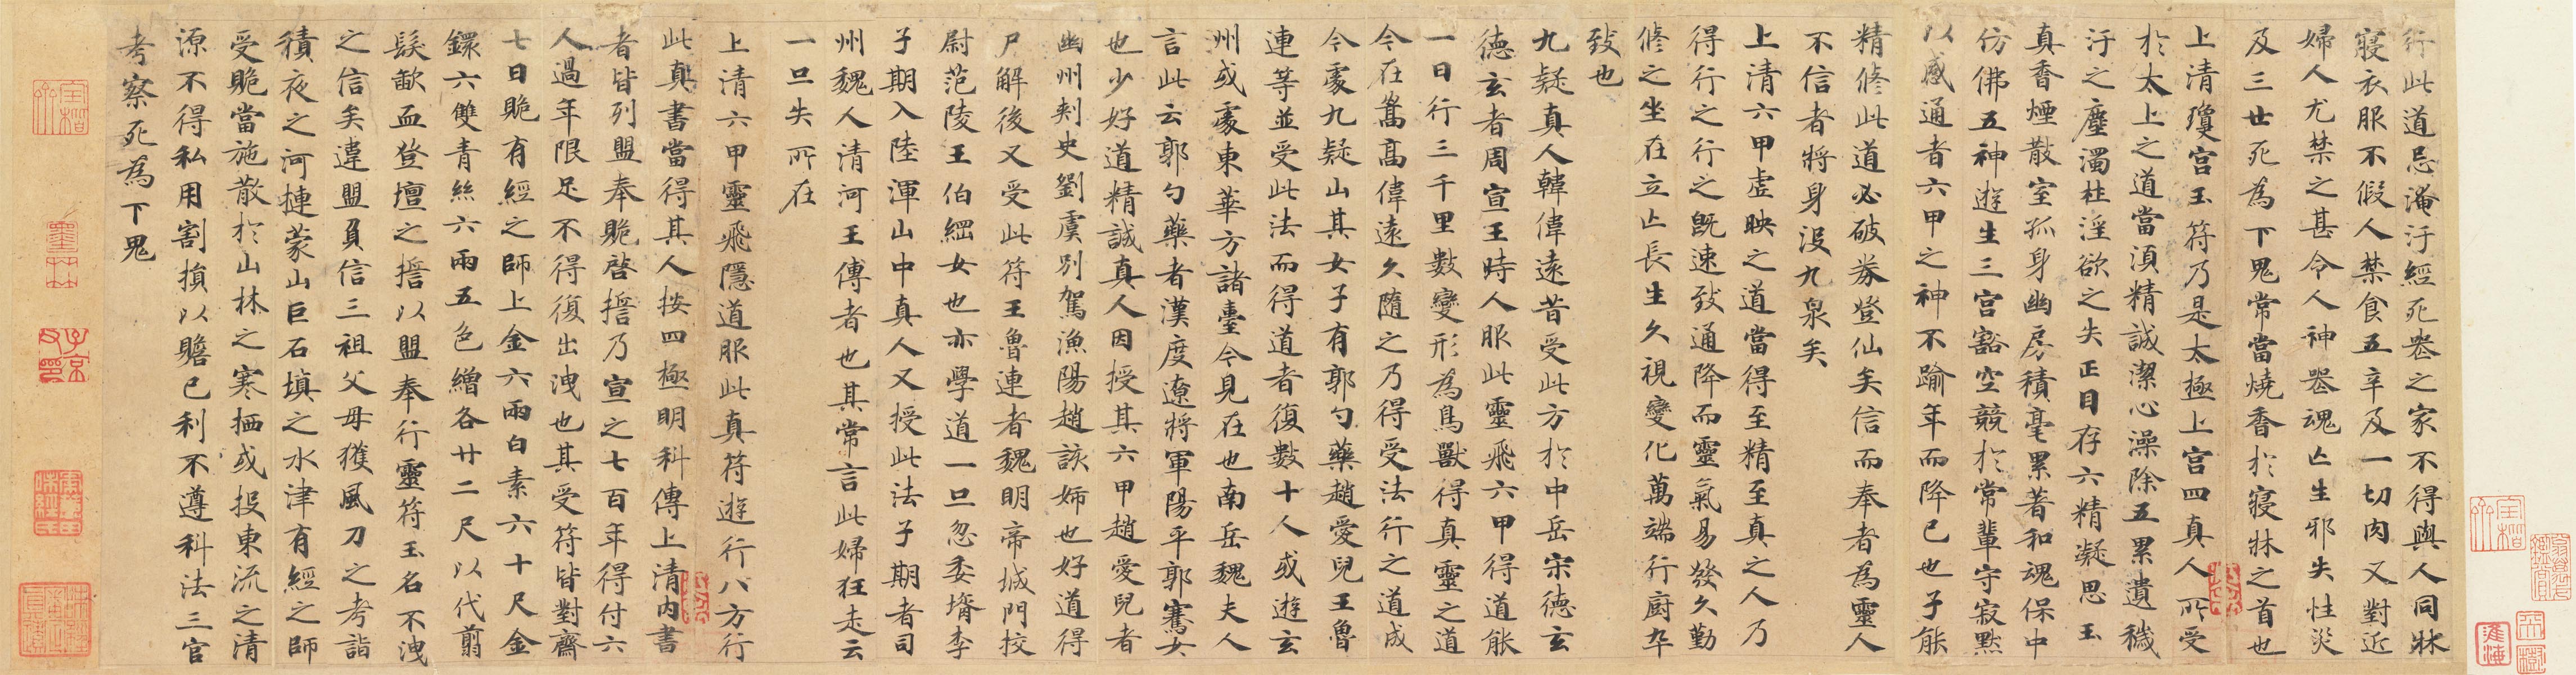 行此道忌淹汙經死喪之家不得與人同牀
寢衣服不假人禁食五辛及一切肉又對近
婦人尤禁之甚令人神喪魂亡生邪失性災
及三世死為下鬼常當燒香於寢牀之首也
上清瓊宮玉符乃是太極上宮四真人所受
於太上之道當須精誠潔心澡除五累遺穢
汙之塵濁杜淫欲之失正目存六精凝思玉
真香煙散室孤身幽房積毫累著和魂保中
仿佛五神遊生三宮豁空競於常輩守寂默
以感通者六甲之神不踰年而降己也子能
精修此道必破券登仙矣信而奉者為靈人
不信者將身沒九泉矣
上清六甲虛映之道當得至精至真之人乃
得行之行之既速致通降而靈氣易發久勤
修之坐在立亡長生久視變化萬端行廚卒
致也
九疑真人韓偉遠昔受此方於中岳宋德玄
德玄者周宣王時人服此靈飛六甲得道能
一日行三千里數變形為鳥獸得真靈之道
今在嵩高偉遠久隨之乃得受法行之道成
今處九疑山其女子有郭勺藥趙愛兒王魯
連等並受此法而得道者復數十人或遊玄
州或處東華方諸臺今見在也南岳魏夫人
言此云郭勺藥者漢度遼將軍陽平郭騫女
也少好道精誠真人因授其六甲趙愛兒者
幽州刾史劉虞別駕漁陽趙該姊也好道得
尸解後又受此符王魯連者魏明帝城門挍
尉范陵王伯綱女也亦學道一旦忽委壻李
子期入陸渾山中真人又授此法子期者司
州魏人清河王傅者也其常言此婦狂走云
一旦失所在
上清六甲靈飛隱道服此真符遊行八方行
此真書當得其人按四極明科傳上清內書
者皆列盟奉贶啓誓乃宣之七百年得付六
人過年限足不得復出洩也其受符皆對齋
七日贶有經之師上金六兩白素六十尺金
鐶六雙青絲六兩五色繒各廿二尺以代翦
髮歃血登壇之誓以盟奉行靈符玉名不洩
之信矣違盟負信三祖父母獲風刀之考詣
積夜之河摙蒙山巨石塡之水津有經之師
受贶當施散於山林之寒栖或投東流之清
源不得私用割損以贍己利不遵科法三官
考察死為下鬼